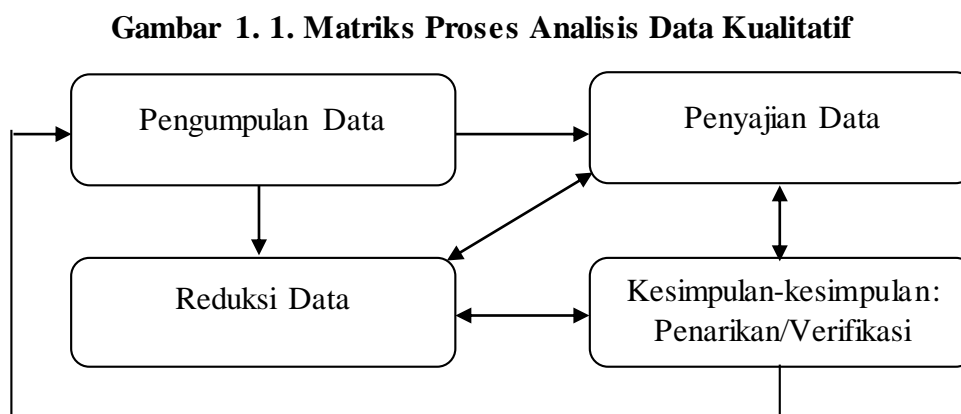 Gambar 1. 1. Matriks Proses Analisis Data Kualitatif
Pengumpulan Data
Penyajian Data
Reduksi Data
Kesimpulan-kesimpulan:
Penarikan/Verifikasi